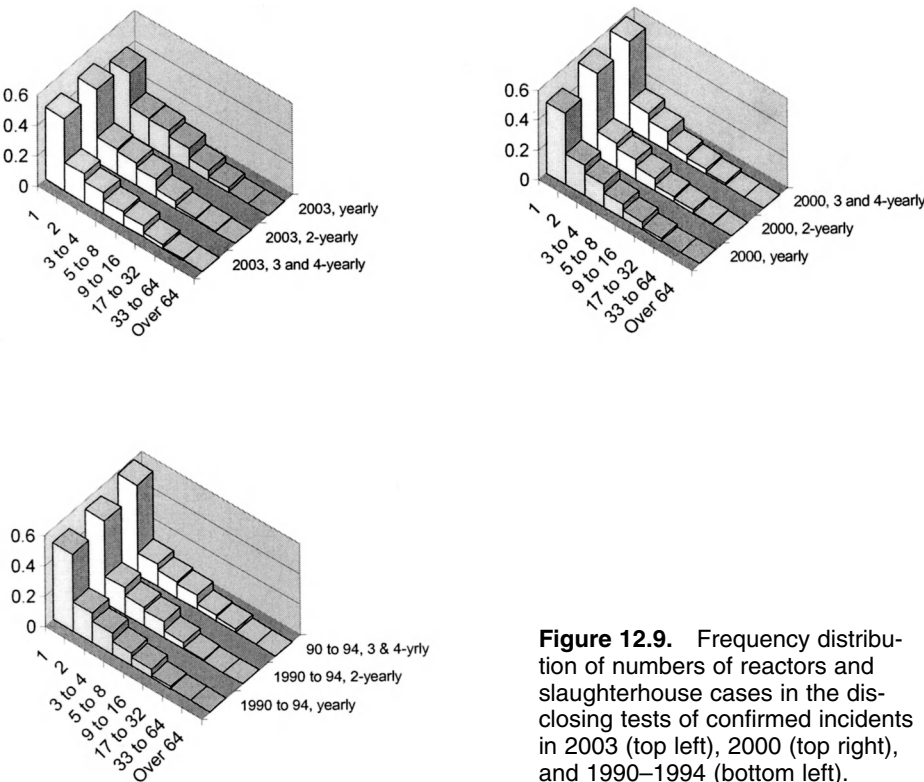 0.6
0.4
0.2
0
1
2
3 to 4
5 to 8
9 to 16
17 to 32
33 to 64
Over 64
2003, yearly
2003, 2-yearly
2003, 3 and 4-yearly
0.6
0.4
0.2
0
1
2
3 to 4
5 to 8
9 to 16
17 to 32
33 to 64
Over 64
2000, 3 and 4-yearly
2000, 2-yearly
2000, yearly
0.6
0.4
0.2
0
1
2
3 to 4
5 to 8
9 to 16
17 to 32
33 to 64
Over 64
90 to 94, 3 & 4-yrly
1990 to 94, 2-yearly
1990 to 94, yearly
Figure 12.9. Frequency distribu-
tion of numbers of reactors and
slaughterhouse cases in the dis-
closing tests of confirmed incidents
in 2003 (top left), 2000 (top right),
and 1990–1994 (bottom left).